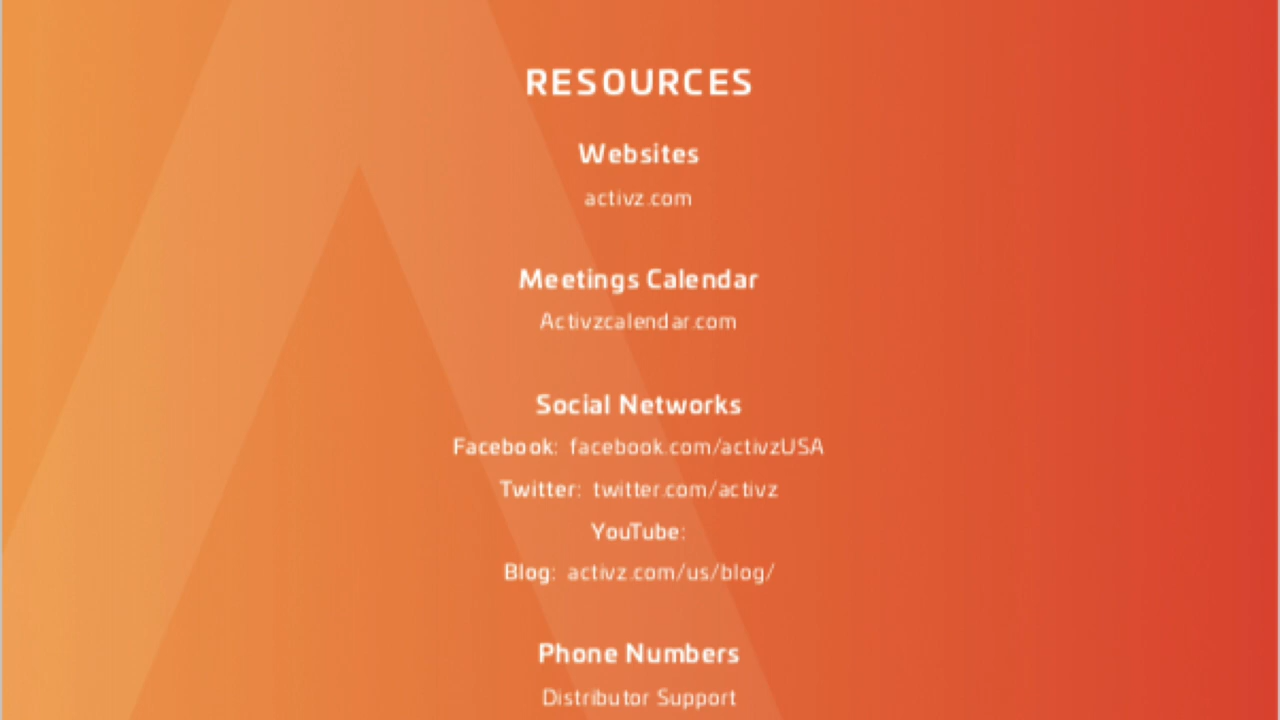 RESOURCES
Websites
activz.com
Meetings Calendar
Activzcalendar.com
Social Networks
Facebook: facebook.com/activzUSA
Twitter: twitter.com/activz
YouTube:
Blog: activz.com/us/blog/
Phone Numbers
Distributor Support